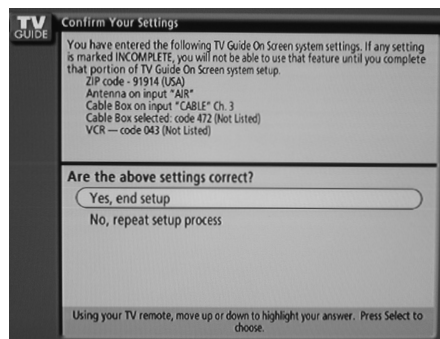 TV
GUIDE
Confirm Your Settings
You have entered the following TV Guide On Screen system settings. If any setting
is marked INCOMPLETE, you will not be able to use that feature until you complete
that portion of TV Guide On Screen system setup.
ZIP code - 91914 (USA)
Antenna on input "AIR"
Cable Box on input "CABLE" Ch. 3
Cable Box selected: code 472 (Not Listed)
VCR — code 043 (Not Listed)
Are the above settings correct?
Yes, end setup
No, repeat setup process
Using your TV remote, move up or down to highlight your answer. Press Select to
choose.